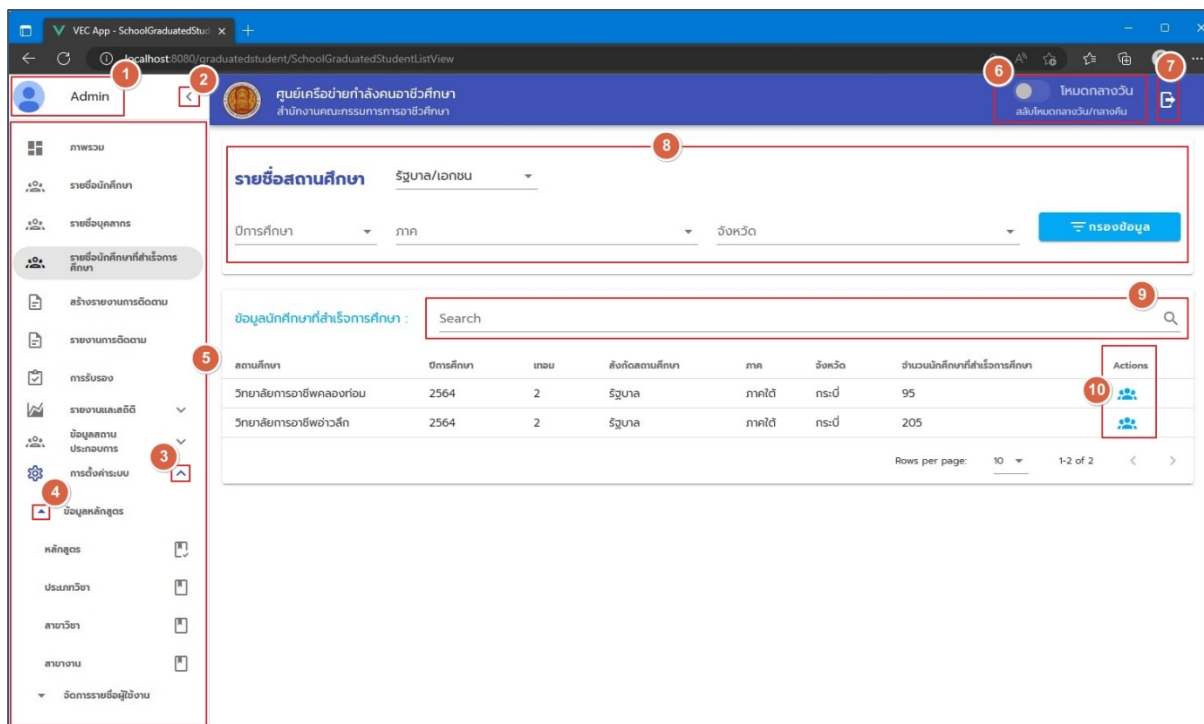 VEC App - SchoolGraduatedStud
localhost:8080/graduatedstudent/SchoolGraduatedStudentListView
1
2
6
7
Admin
ศูนย์เครือข่ายกำลังคนอาชีวศึกษา
สำนักงานคณะกรรมการการอาชีวศึกษา
โหมดกลางวัน
สลับโหมดกลางวัน/กลางคืน
8
ภาพรวม
รายชื่อนักศึกษา
รายชื่อบุคลากร
รายชื่อนักศึกษาที่สำเร็จการ
ศึกษา
สร้างรายงานการติดตาม
รายงานการติดตาม
5
การรับรอง
รายงานและสถิติ
ข้อมูลสถาน
ประกอบการ
3
การตั้งค่าระบบ
4
ข้อมูลหลักสูตร
หลักสูตร
ประเภทวิชา
สาขาวิชา
สาขางาน
จัดการรายชื่อผู้ใช้งาน
รายชื่อสถานศึกษา
รัฐบาล/เอกชน
ปีการศึกษา ภาค จังหวัด กรองข้อมูล
9
ข้อมูลนักศึกษาที่สำเร็จการศึกษา : Search
สถานศึกษา ปีการศึกษา เทอม สังกัดสถานศึกษา ภาค จังหวัด จำนวนนักศึกษาที่สำเร็จการศึกษา Actions
10
วิทยาลัยการอาชีพคลองท่อม 2564 2 รัฐบาล ภาคใต้ กระบี่ 95
วิทยาลัยการอาชีพอ่าวลึก 2564 2 รัฐบาล ภาคใต้ กระบี่ 205
Rows per page: 10 1-2 of 2